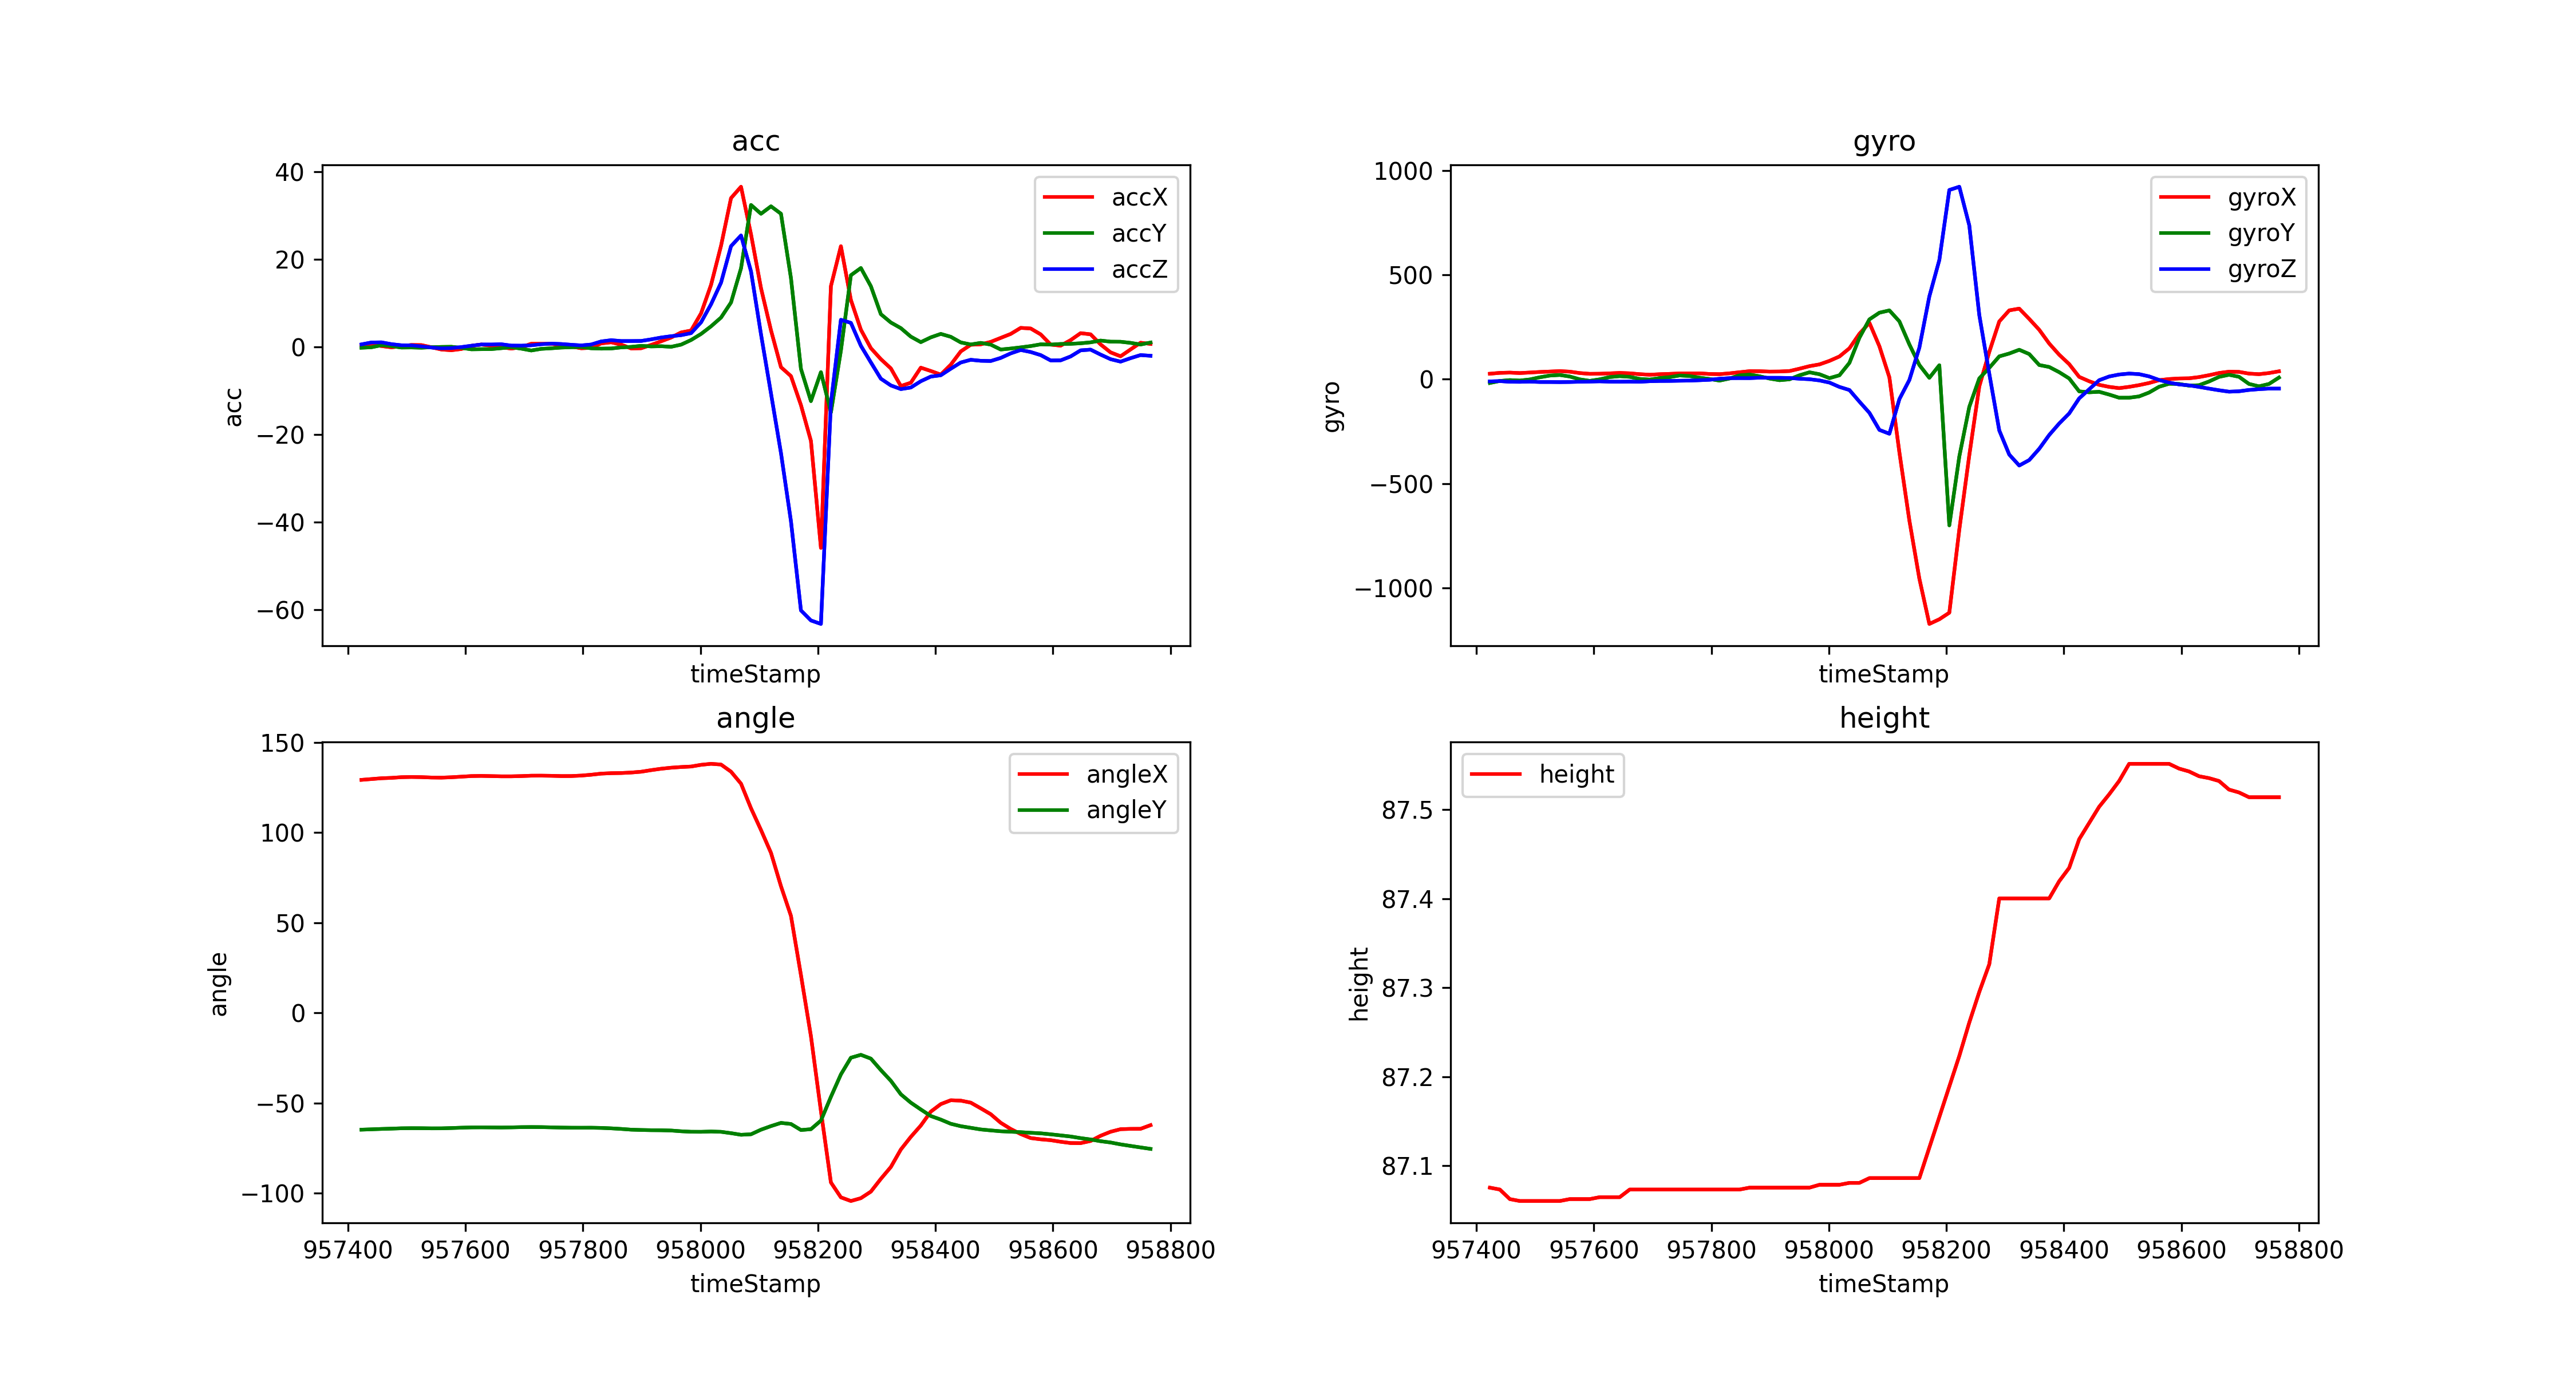 acc
40
20
0
−20
−40
−60
acc
accX
accY
accZ
timeStamp
gyro
1000
500
0
−500
−1000
gyro
gyroX
gyroY
gyroZ
timeStamp
angle
150
100
50
0
−50
−100
angle
angleX
angleY
957400 957600 957800 958000 958200 958400 958600 958800
timeStamp
height
87.5
87.4
87.3
87.2
87.1
height
height
957400 957600 957800 958000 958200 958400 958600 958800
timeStamp